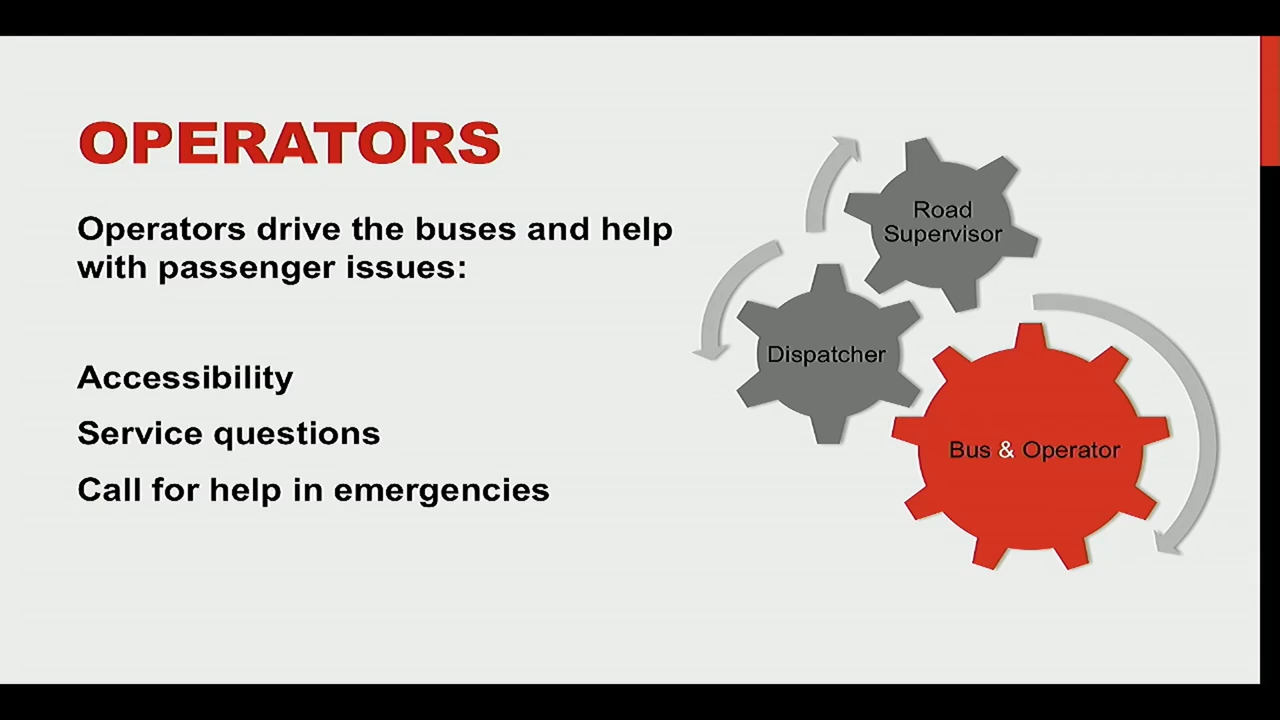 OPERATORS
Operators drive the buses and help
with passenger issues:
Accessibility
Service questions
Call for help in emergencies
Road
Supervisor
Dispatcher
Bus & Operator